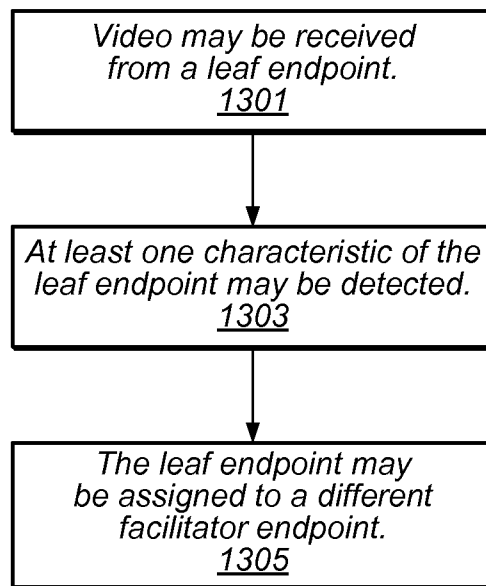 Video may be received
from a leaf endpoint.
1301
At least one characteristic of the
leaf endpoint may be detected.
1303
The leaf endpoint may
be assigned to a different
facilitator endpoint.
1305